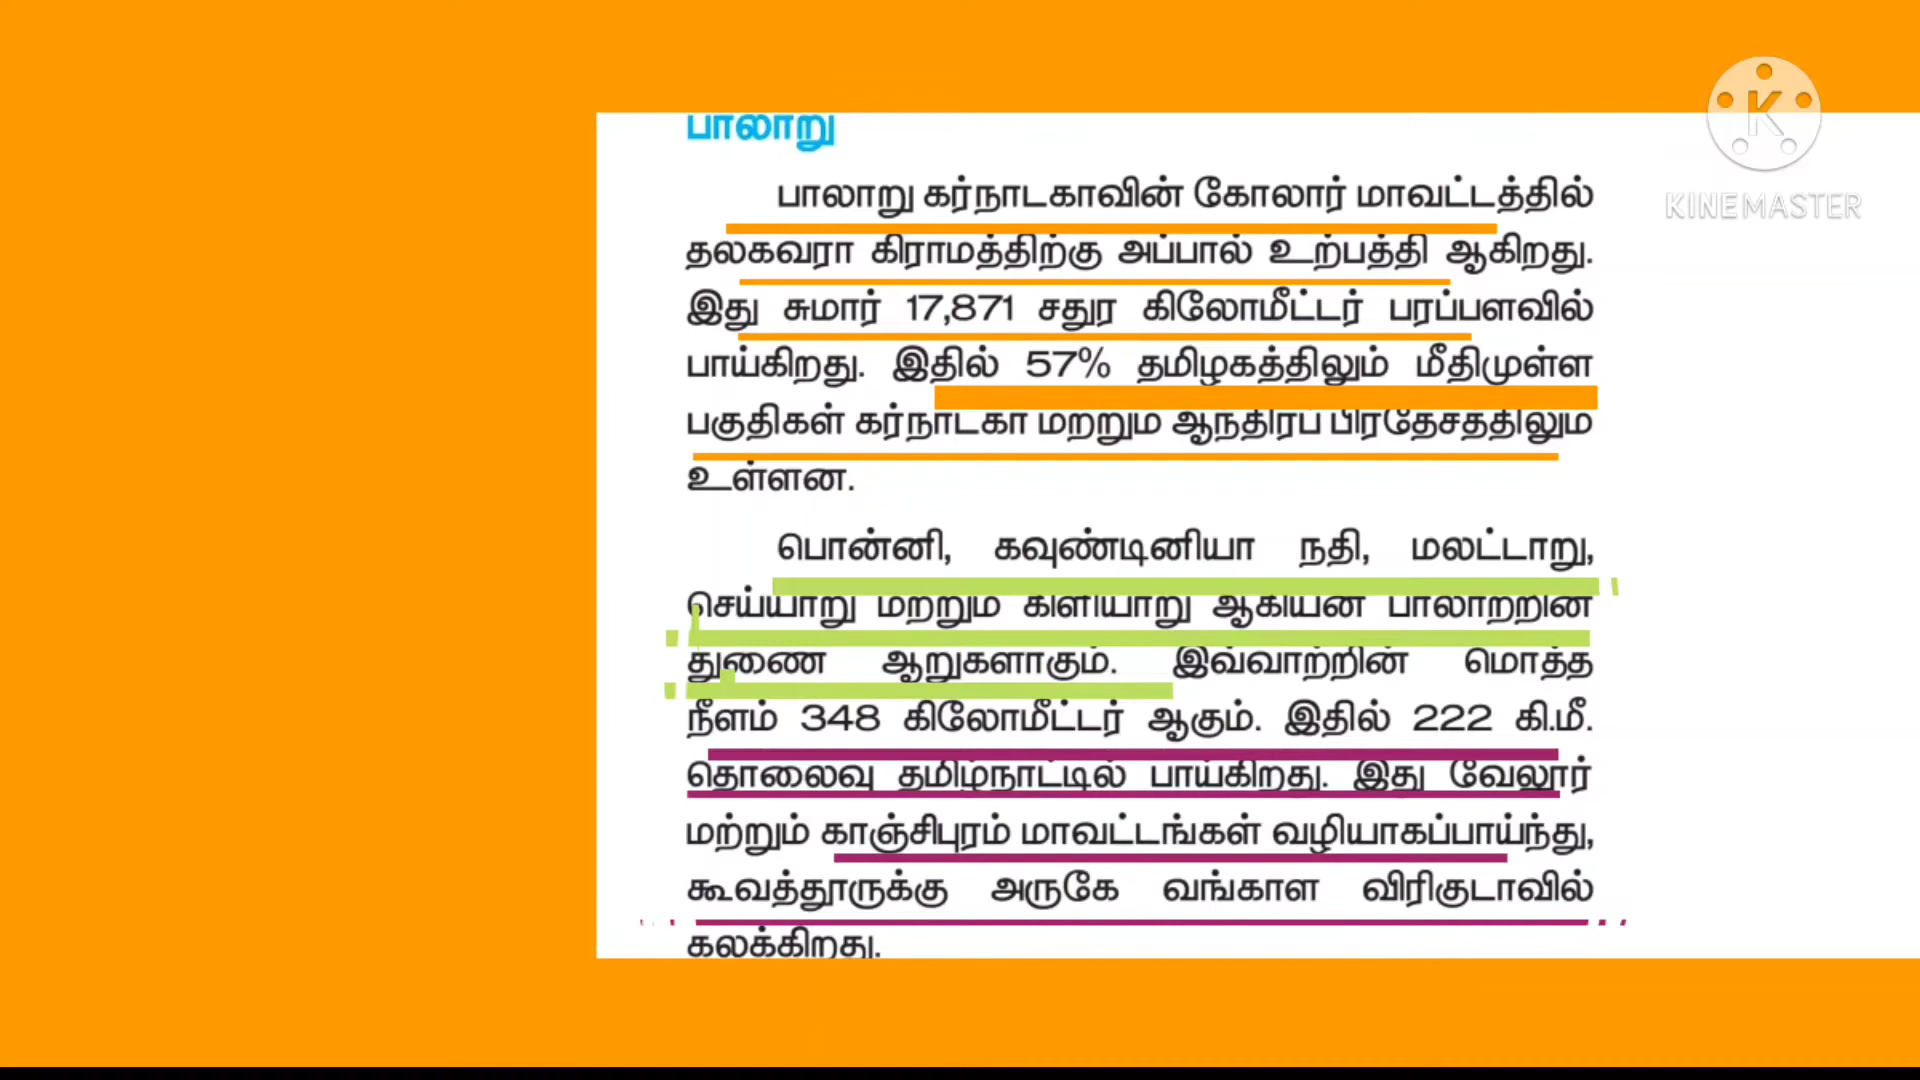 பாலாறு
K
KINEMASTER
பாலாறு கர்நாடகாவின் கோலார் மாவட்டத்தில்
தலகவரா கிராமத்திற்கு அப்பால் உற்பத்தி ஆகிறது.
இது சுமார் 17,871 சதுர கிலோமீட்டர் பரப்பளவில்
பாய்கிறது. இதில் 57% தமிழகத்திலும் மீதிமுள்ள
பகுதிகள் கர்நாடகா மற்றும் ஆந்திரப் பிரதேசத்திலும்
உள்ளன.
பொன்னி, கவுண்டினியா நதி, மலட்டாறு,
செய்யாறு மற்றும் கிளியாறு ஆகியன பாலாற்றின்
துணை ஆறுகளாகும். இவ்வாற்றின் மொத்த
நீளம் 348 கிலோமீட்டர் ஆகும். இதில் 222 கி.மீ.
தொலைவு தமிழ்நாட்டில் பாய்கிறது. இது வேலூர்
மற்றும் காஞ்சிபுரம் மாவட்டங்கள் வழியாகப்பாய்ந்து,
கூவத்தூருக்கு அருகே வங்காள விரிகுடாவில்
கலக்கிறது.